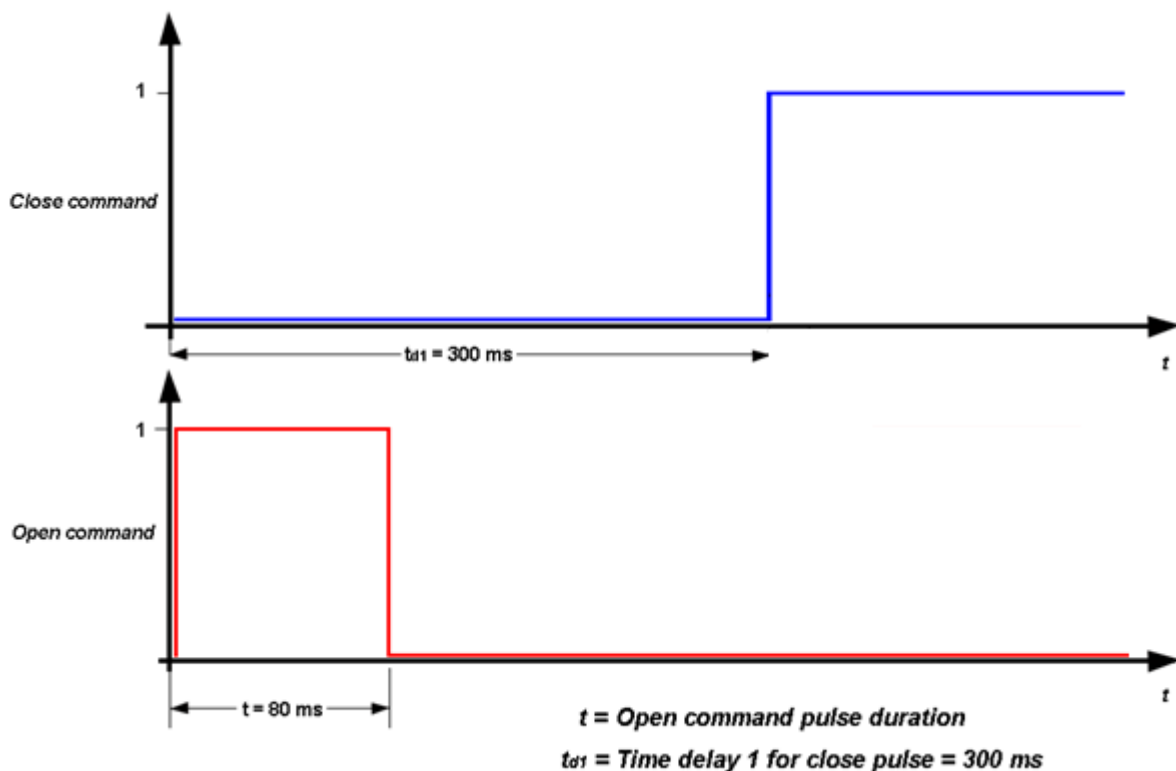 1
Close command
td1 = 300 ms
t
1
Open command
t = 80 ms
t
t = Open command pulse duration
td1 = Time delay 1 for close pulse = 300 ms